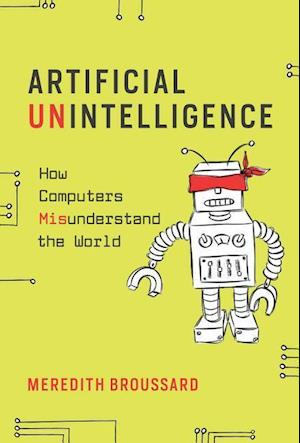 ARTIFICIAL
UNINTELLIGENCE
How
Computers
Misunderstand
the World
MEREDITH BROUSSARD